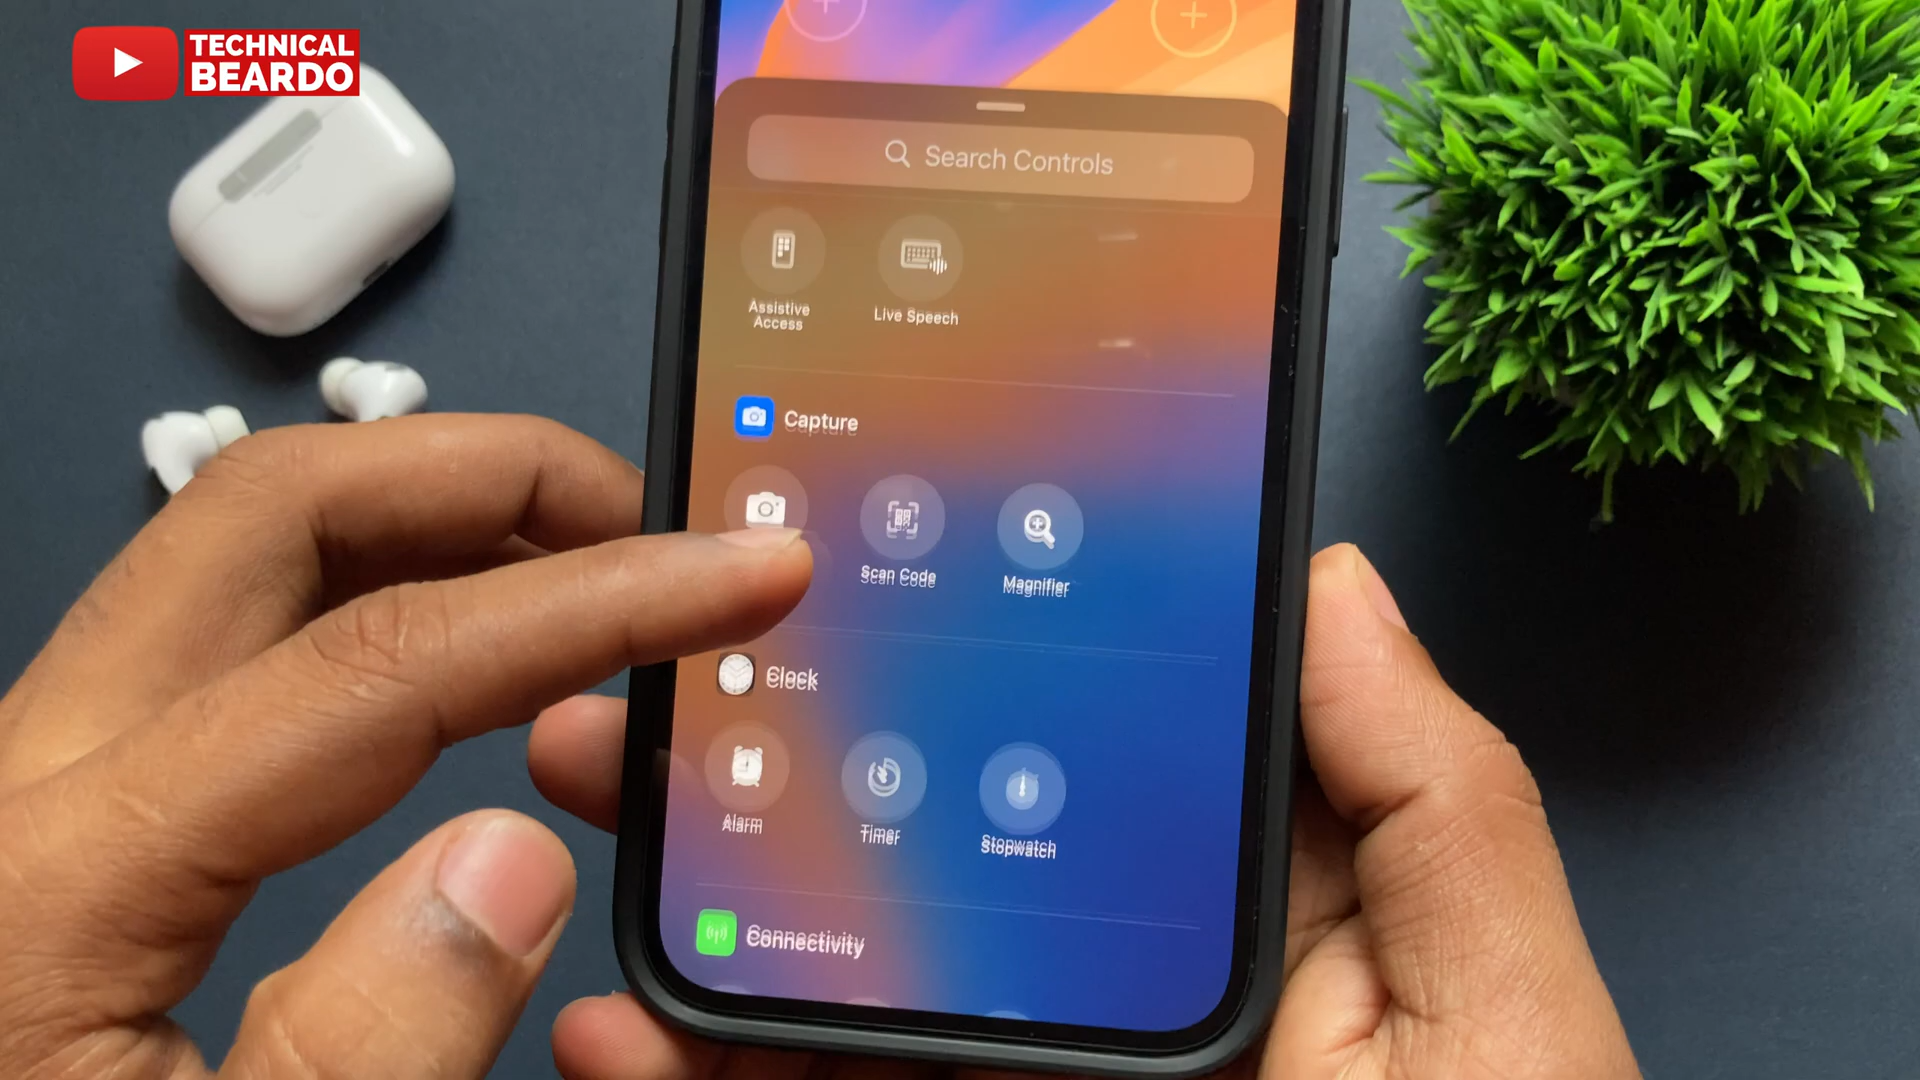 TECHNICAL
BEARDO
Search Controls
Assistive
Access
Live Speech
Capture
Scan Code
Magnifier
Clock
Alarm
Timer
Stopwatch
Connectivity